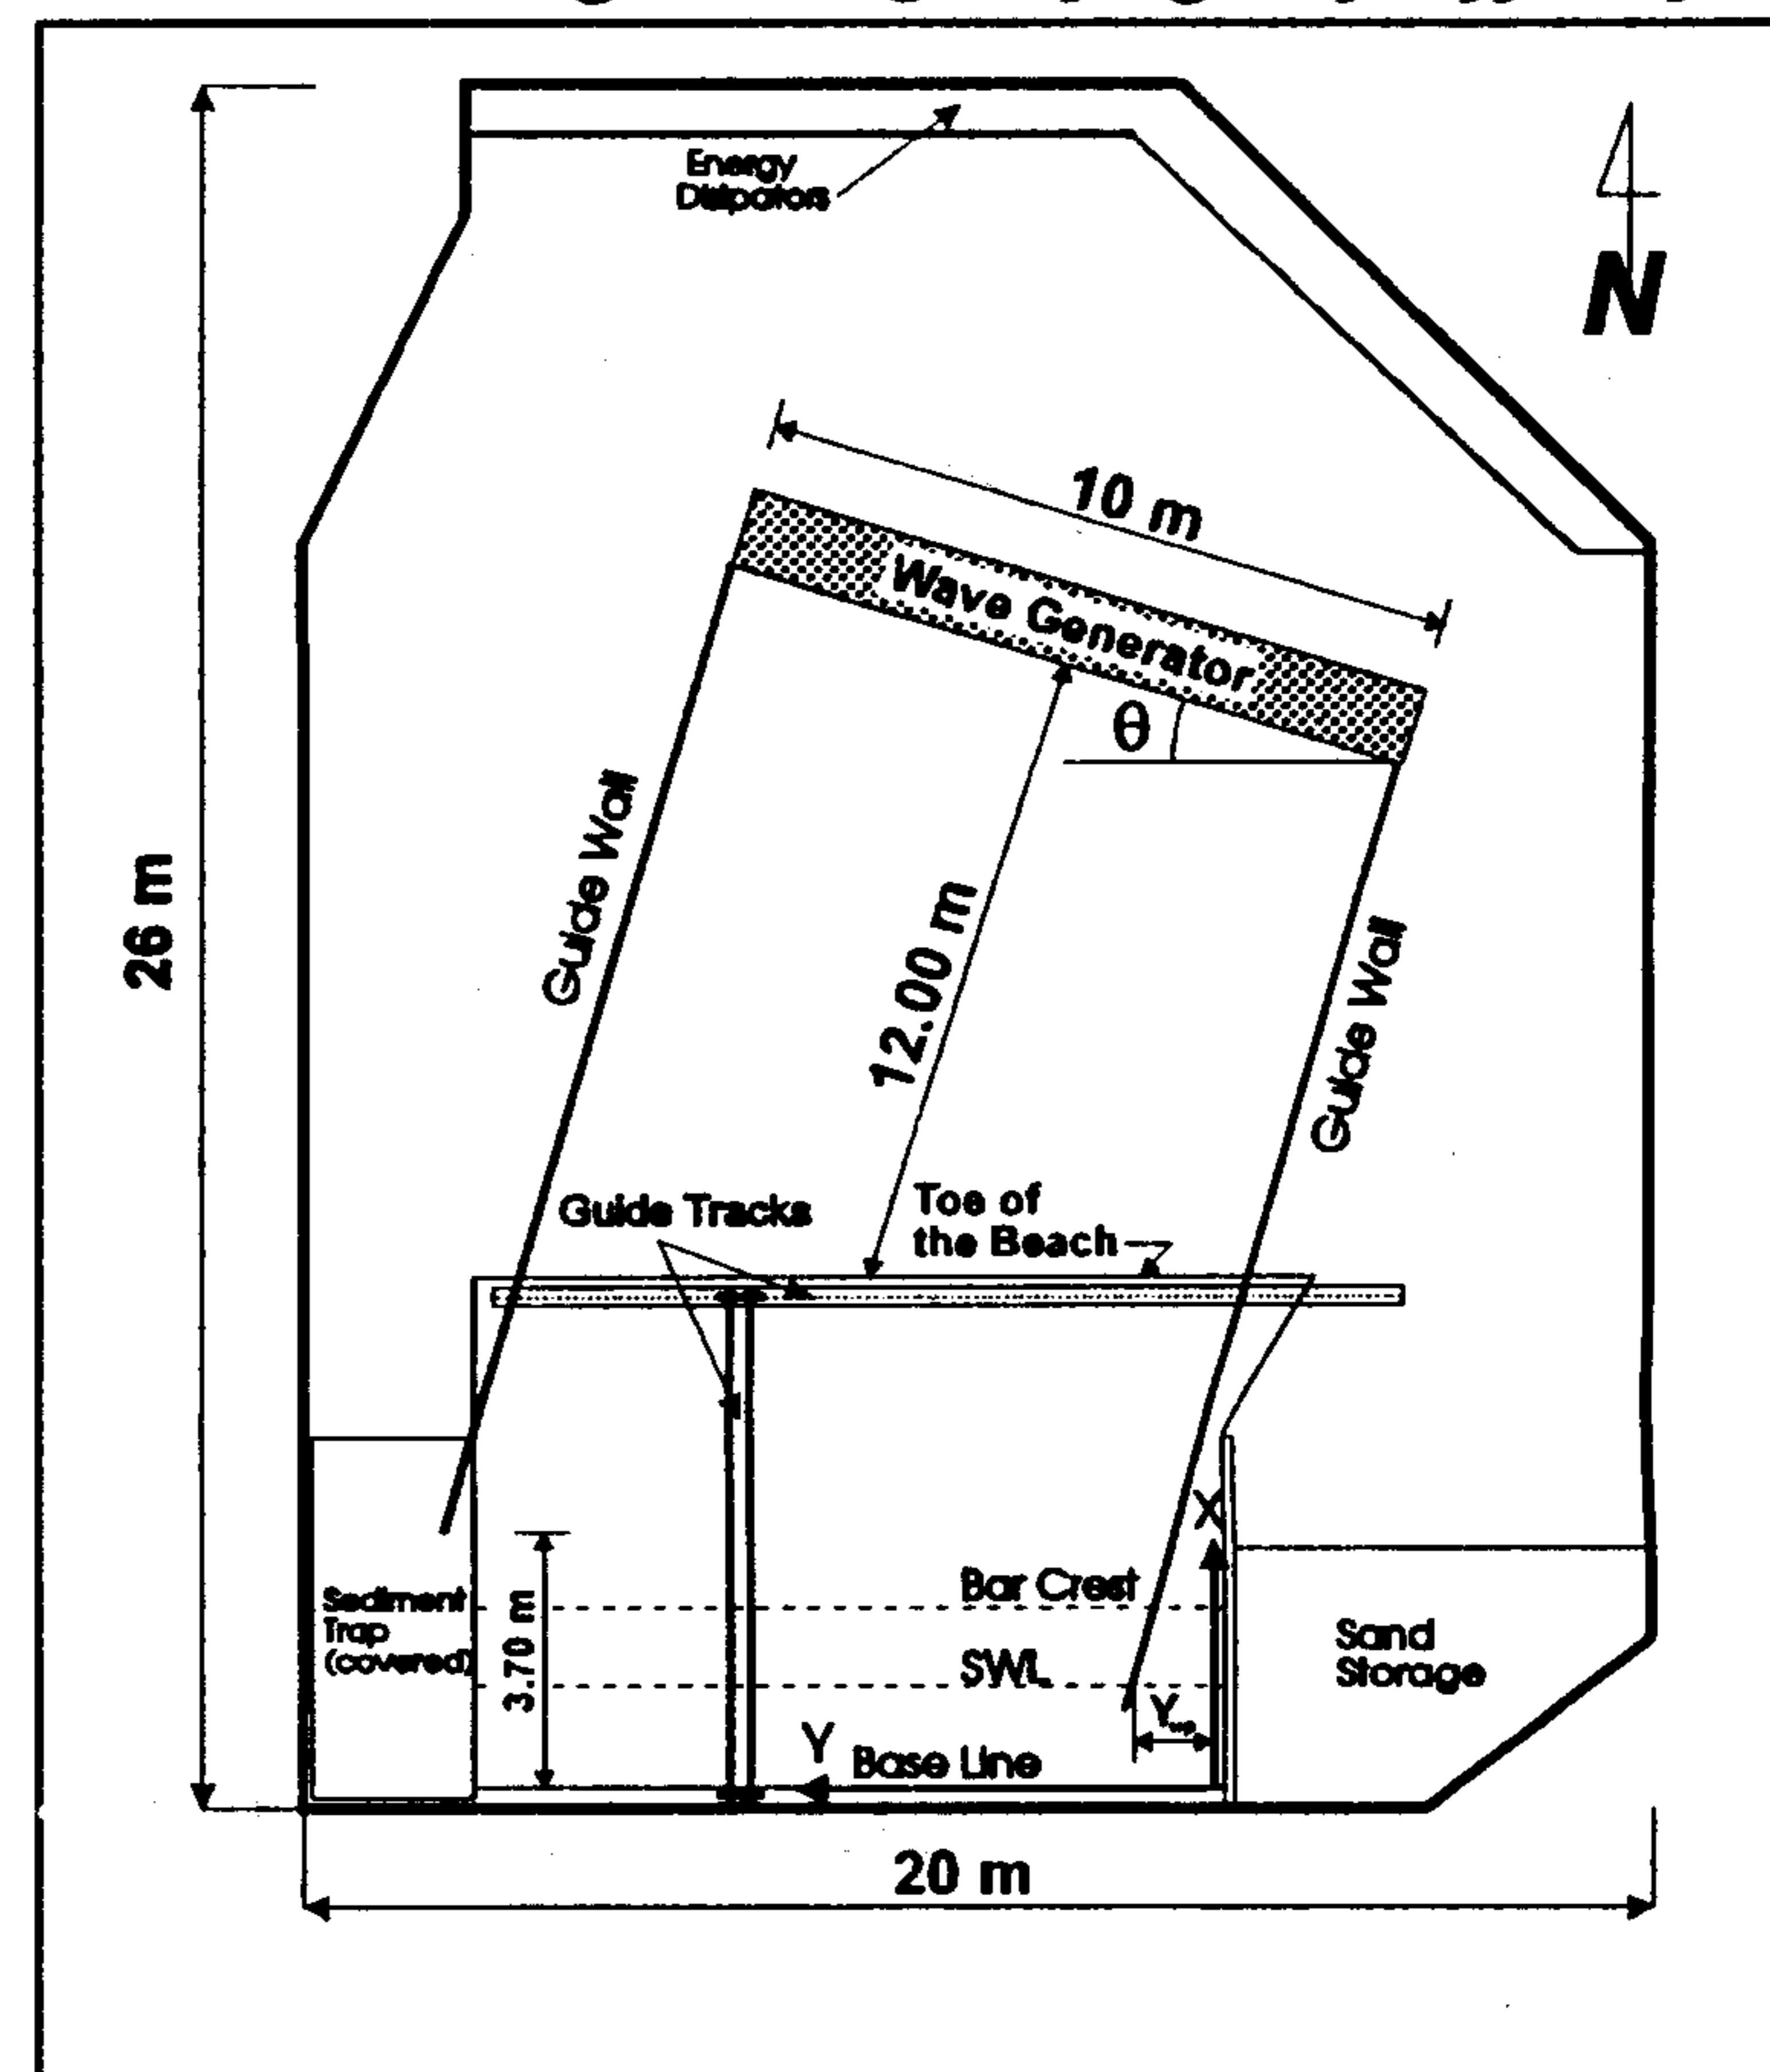 Energy
Disipators
N
10 m
Wave Generator
θ
Guide Wall
26 m
12.00 m
Guide Wall
Guide Tracks
Toe of
the Beach
X
Bar Crest
Sediment
Trap
(covered)
3.70 m
SWL
Sand
Storage
Y
Base Line
20 m